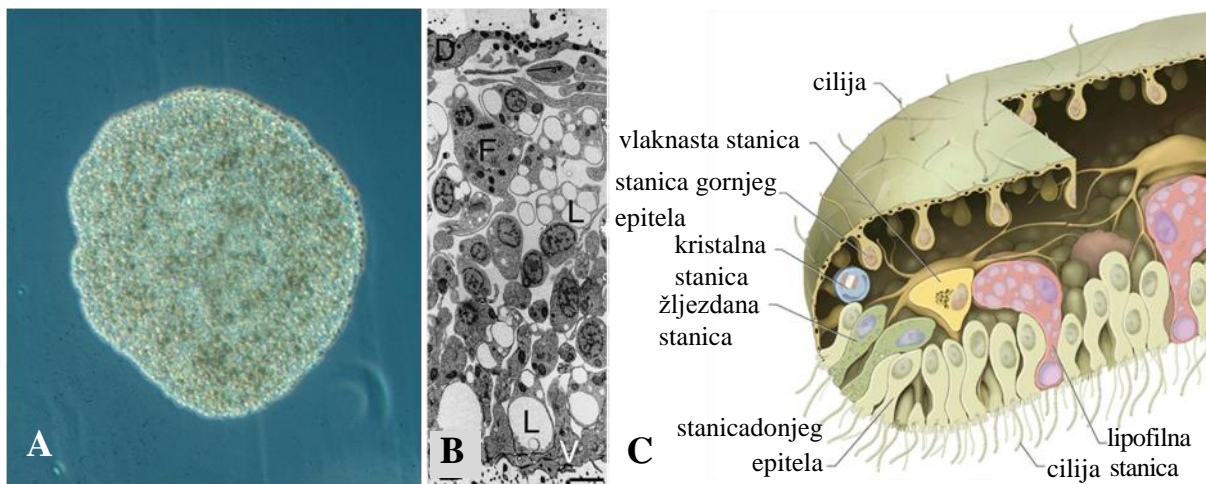 A
D
F
L
L
V
B
cilija
vlaknasta stanica
stanica gornjeg
epitela
kristalna
stanica
žljezdana
stanica
stanicadonjeg
epitela
cilija
lipofilna
stanica
C